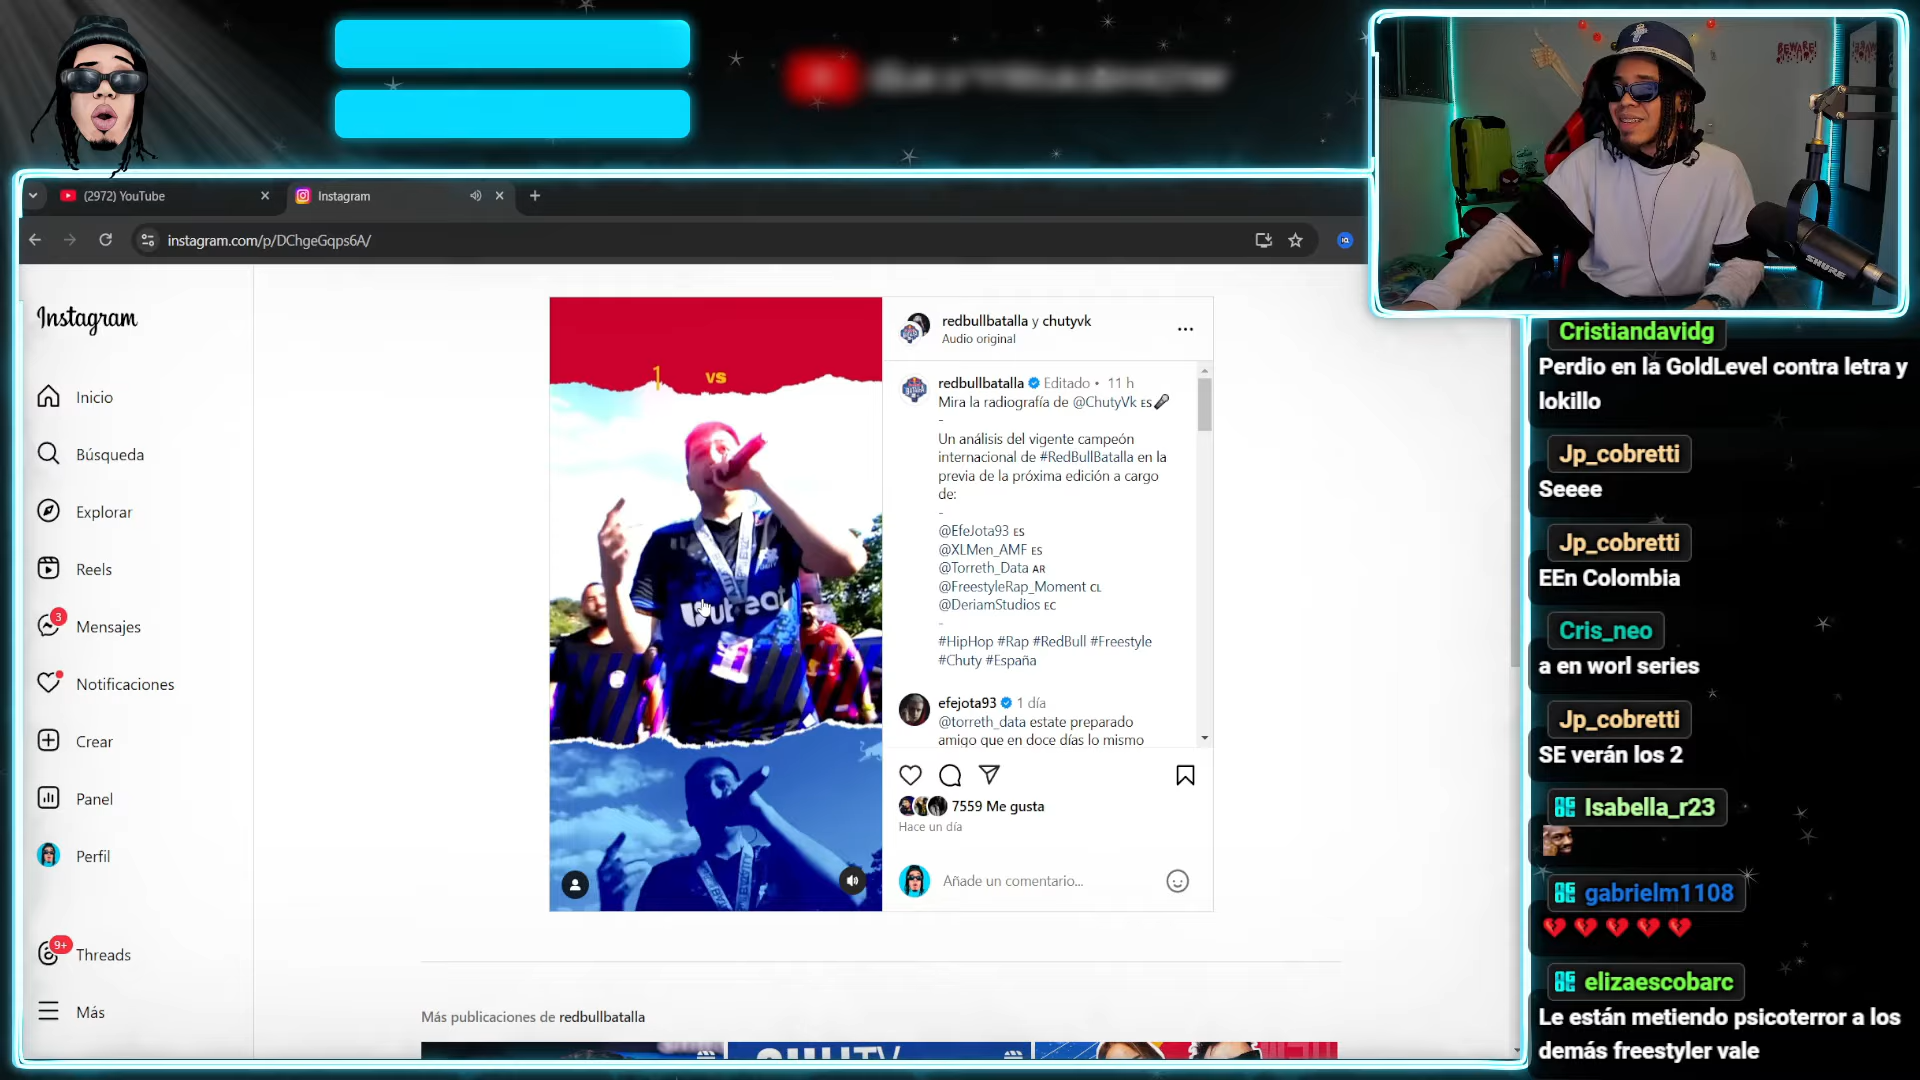 (2972) YouTube
Instagram
instagram.com/p/DChgeGqps6A/
Instagram
Inicio
Búsqueda
Explorar
Reels
3
Mensajes
Notificaciones
Crear
Panel
Perfil
9+
Threads
Más
1 vs
redbullbatalla y chutyvk
Audio original
redbullbatalla Editado • 11 h
Mira la radiografía de @ChutyVk ES
-
Un análisis del vigente campeón
internacional de #RedBullBatalla en la
previa de la próxima edición a cargo
de:
-
@EfeJota93 ES
@XLMen_AMF ES
@Torreth_Data AR
@FreestyleRap_Moment CL
@DeriamStudios EC
-
#HipHop #Rap #RedBull #Freestyle
#Chuty #España
efejota93 1 día
@torreth_data estate preparado
amigo que en doce días lo mismo
7559 Me gusta
Hace un día
Añade un comentario...
Más publicaciones de redbullbatalla
BEWARE!
SHURE
Cristiandavidg
Perdio en la GoldLevel contra letra y
lokillo
Jp_cobretti
Seeee
Jp_cobretti
EEn Colombia
Cris_neo
a en worl series
Jp_cobretti
SE verán los 2
Isabella_r23
gabrielm1108
elizaescobarc
Le están metiendo psicoterror a los
demás freestyler vale